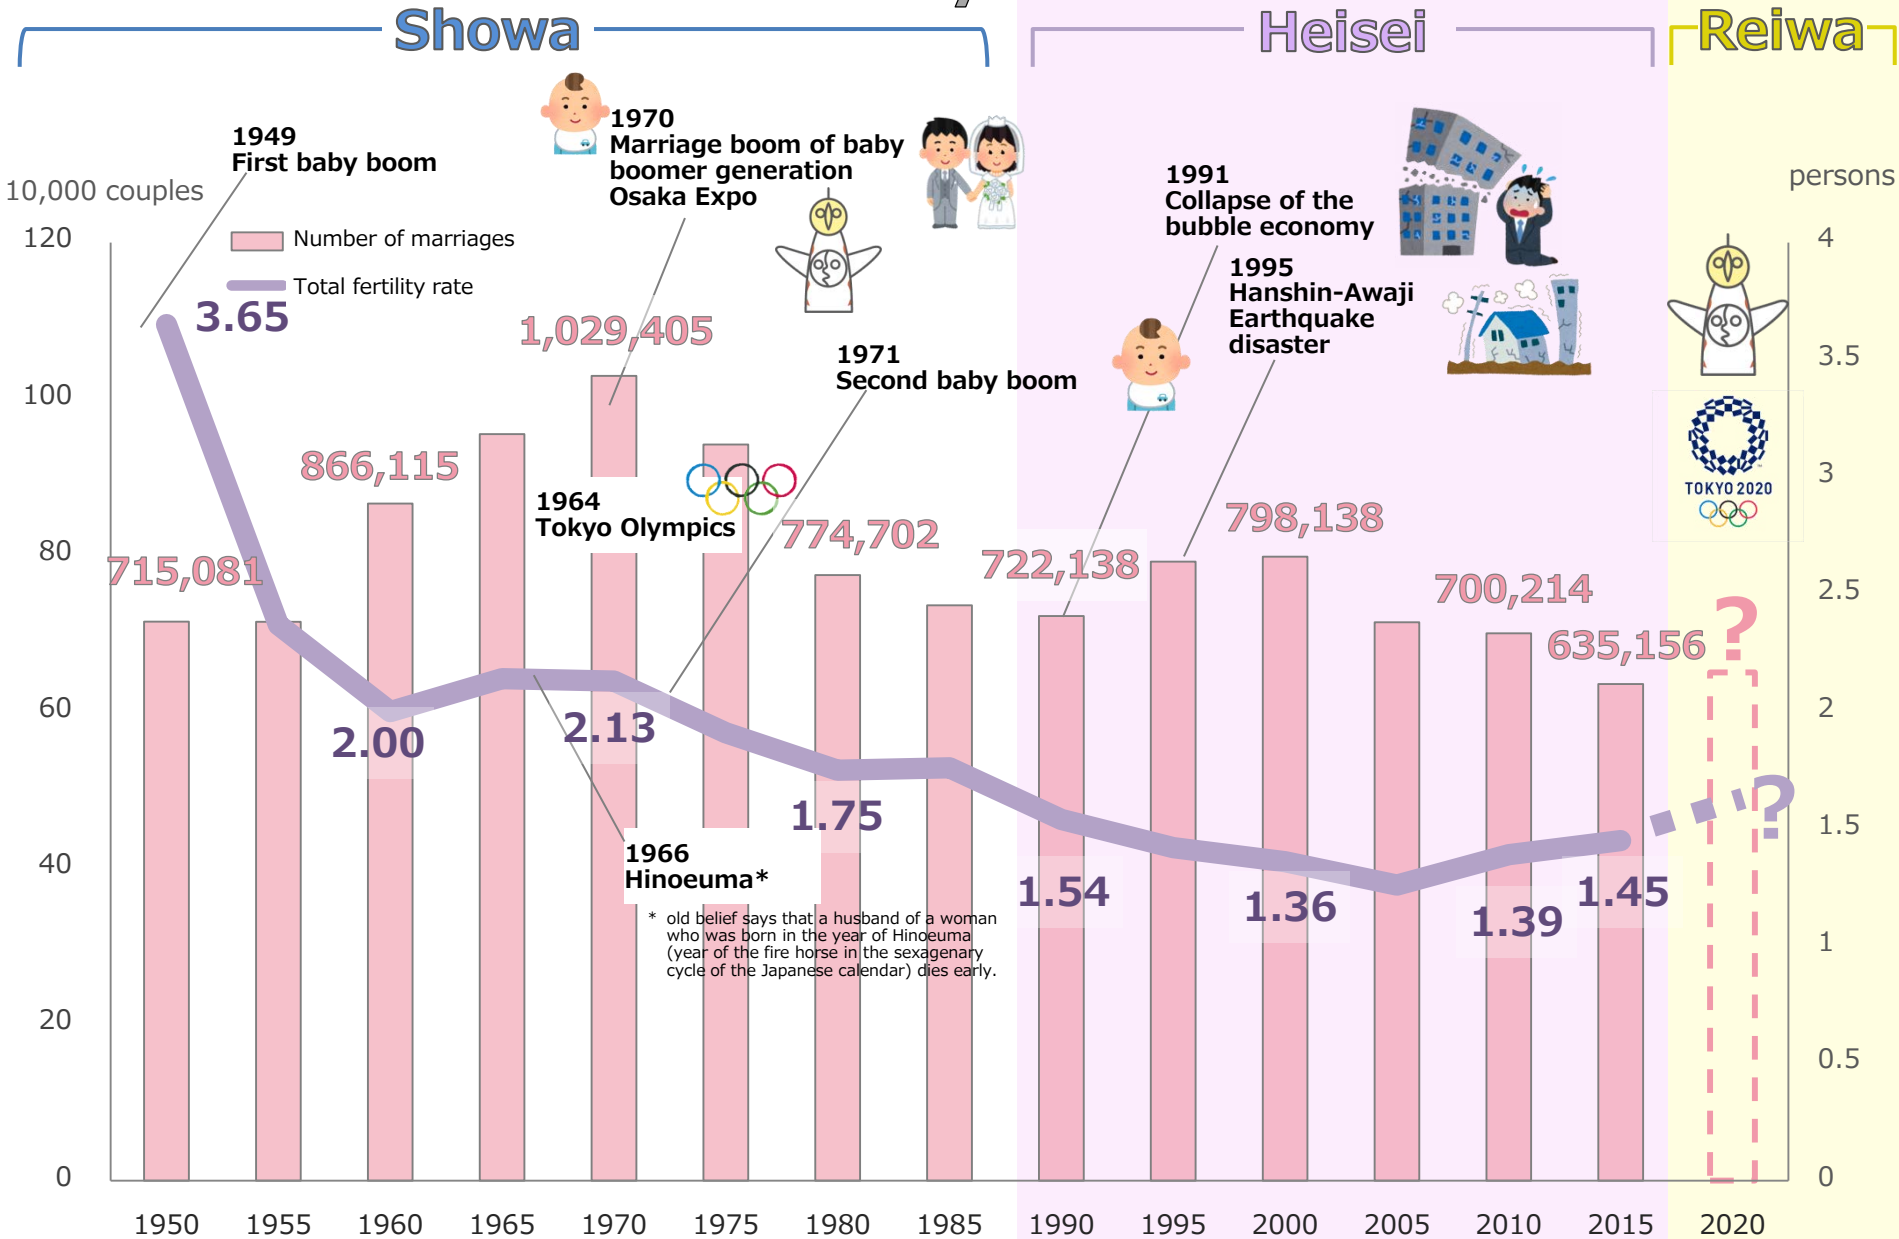 Showa
Heisei
Reiwa
1949
First baby boom
1970
Marriage boom of baby
boomer generation
Osaka Expo
1991
Collapse of the
bubble economy
1995
Hanshin-Awaji
Earthquake
disaster
10,000 couples
persons
Number of marriages
Total fertility rate
120
100
80
60
40
20
0
4
3.5
3
2.5
2
1.5
1
0.5
0
3.65
1,029,405
1971
Second baby boom
866,115
1964
Tokyo Olympics
715,081
774,702
722,138
798,138
700,214
635,156
TOKYO 2020
?
?
2.00
2.13
1.75
1.54
1.36
1.39
1.45
1966
Hinoeuma*
* old belief says that a husband of a woman
who was born in the year of Hinoeuma
(year of the fire horse in the sexagenary
cycle of the Japanese calendar) dies early.
1950 1955 1960 1965 1970 1975 1980 1985 1990 1995 2000 2005 2010 2015 2020